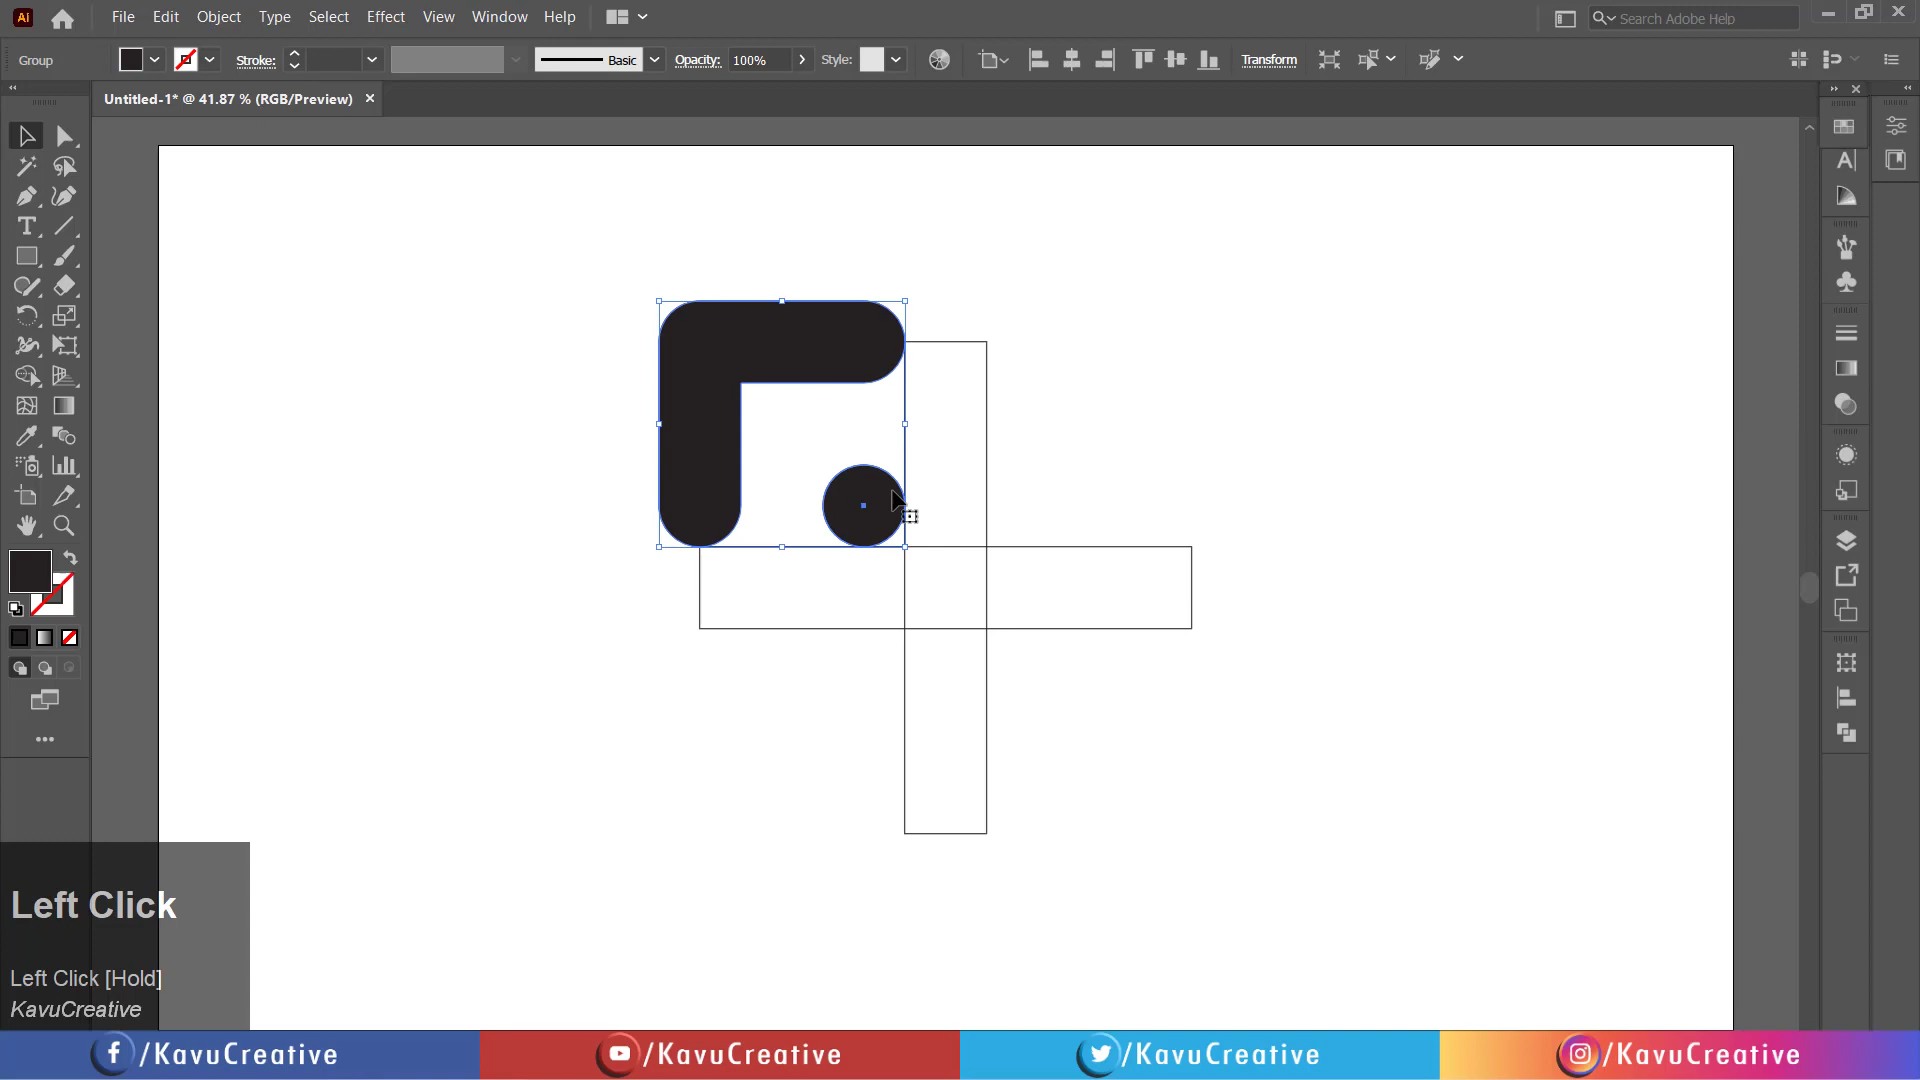 Ai File Edit Object Type Select Effect View Window Help Search Adobe Help
Group Stroke: Basic Opacity: 100% Style: Transform
Untitled-1* @ 41.87 % (RGB/Preview)
Left Click
Left Click [Hold]
KavuCreative
/KavuCreative /KavuCreative /KavuCreative /KavuCreative